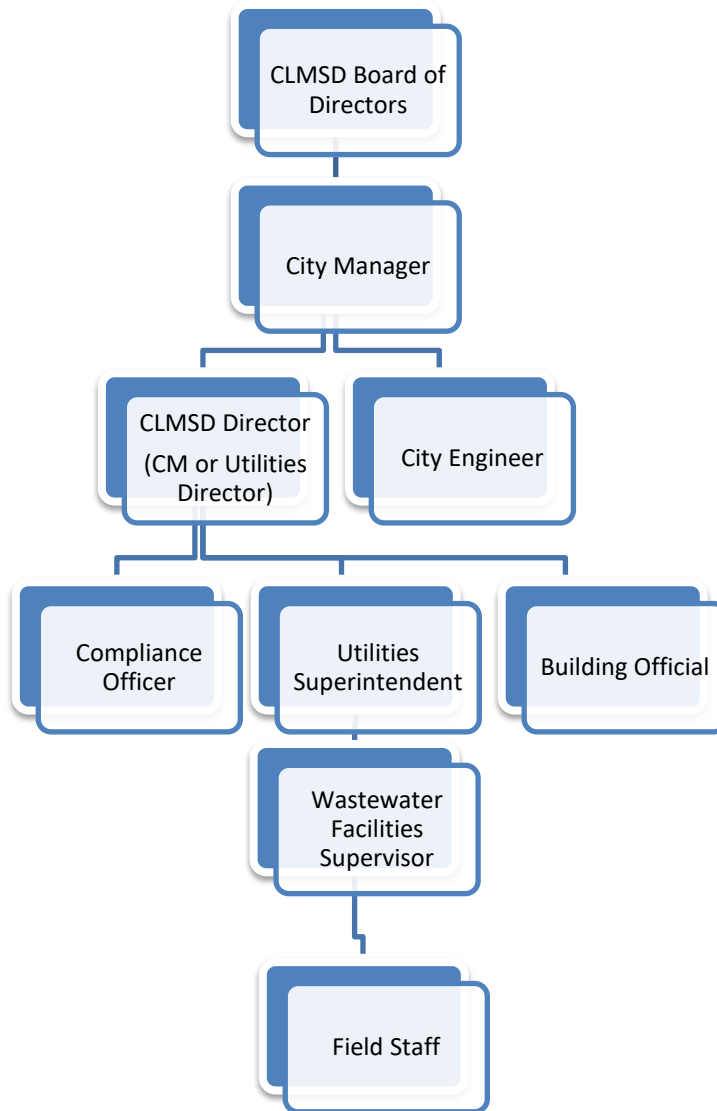 CLMSD Board of
Directors
City Manager
CLMSD Director
(CM or Utilities
Director)
City Engineer
Compliance
Officer
Utilities
Superintendent
Building Official
Wastewater
Facilities
Supervisor
Field Staff